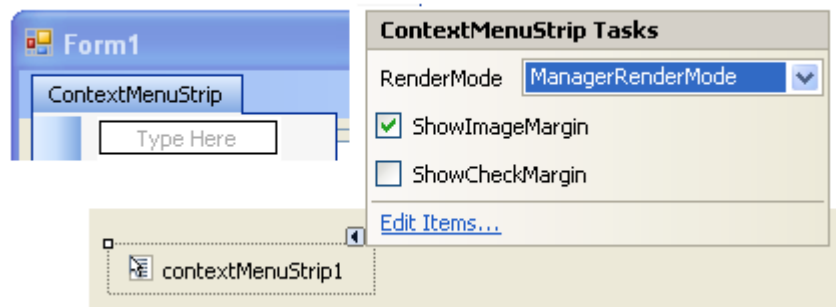 Form1
ContextMenuStrip
Type Here
ContextMenuStrip Tasks
RenderMode ManagerRenderMode
ShowImageMargin
ShowCheckMargin
Edit Items...
contextMenuStrip1